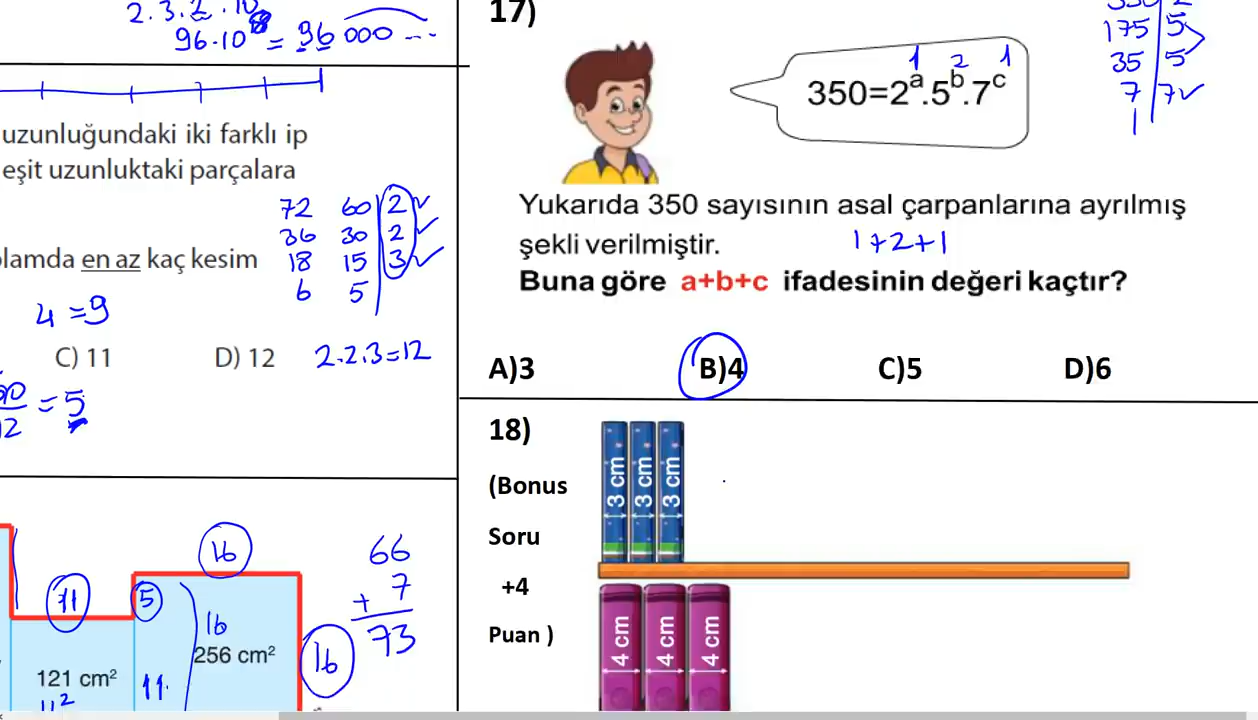 2.3.2.10⁸
96.10⁸ = 96 000 ...
uzunluğundaki iki farklı ip
eşit uzunluktaki parçalara
72 60 2
36 30 2
18 15 3
6 5
en az kaç kesim
4 = 9
C) 11
D) 12
2.2.3=12
= 5
16
66
7
+
73
11
5
16
256 cm²
16
121 cm²
11
11²
17)
350=2ᵃ.5ᵇ.7ᶜ
1 2 1
175 5
35 5
7 7
1
Yukarıda 350 sayısının asal çarpanlarına ayrılmış
şekli verilmiştir.
1+2+1
Buna göre a+b+c ifadesinin değeri kaçtır?
A)3
B)4
C)5
D)6
18)
(Bonus
Soru
+4
Puan )
3 cm
3 cm
3 cm
4 cm
4 cm
4 cm